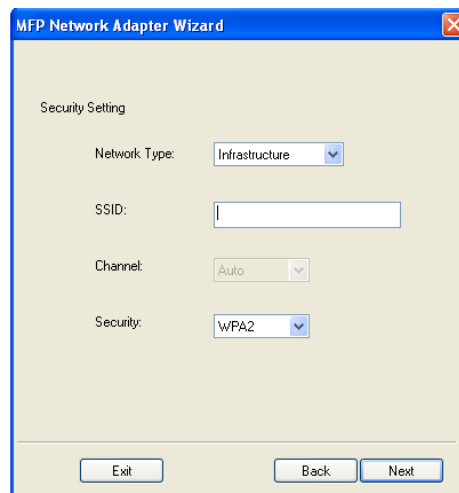 MFP Network Adapter Wizard
Security Setting
Network Type: Infrastructure
SSID:
Channel: Auto
Security: WPA2
Exit Back Next